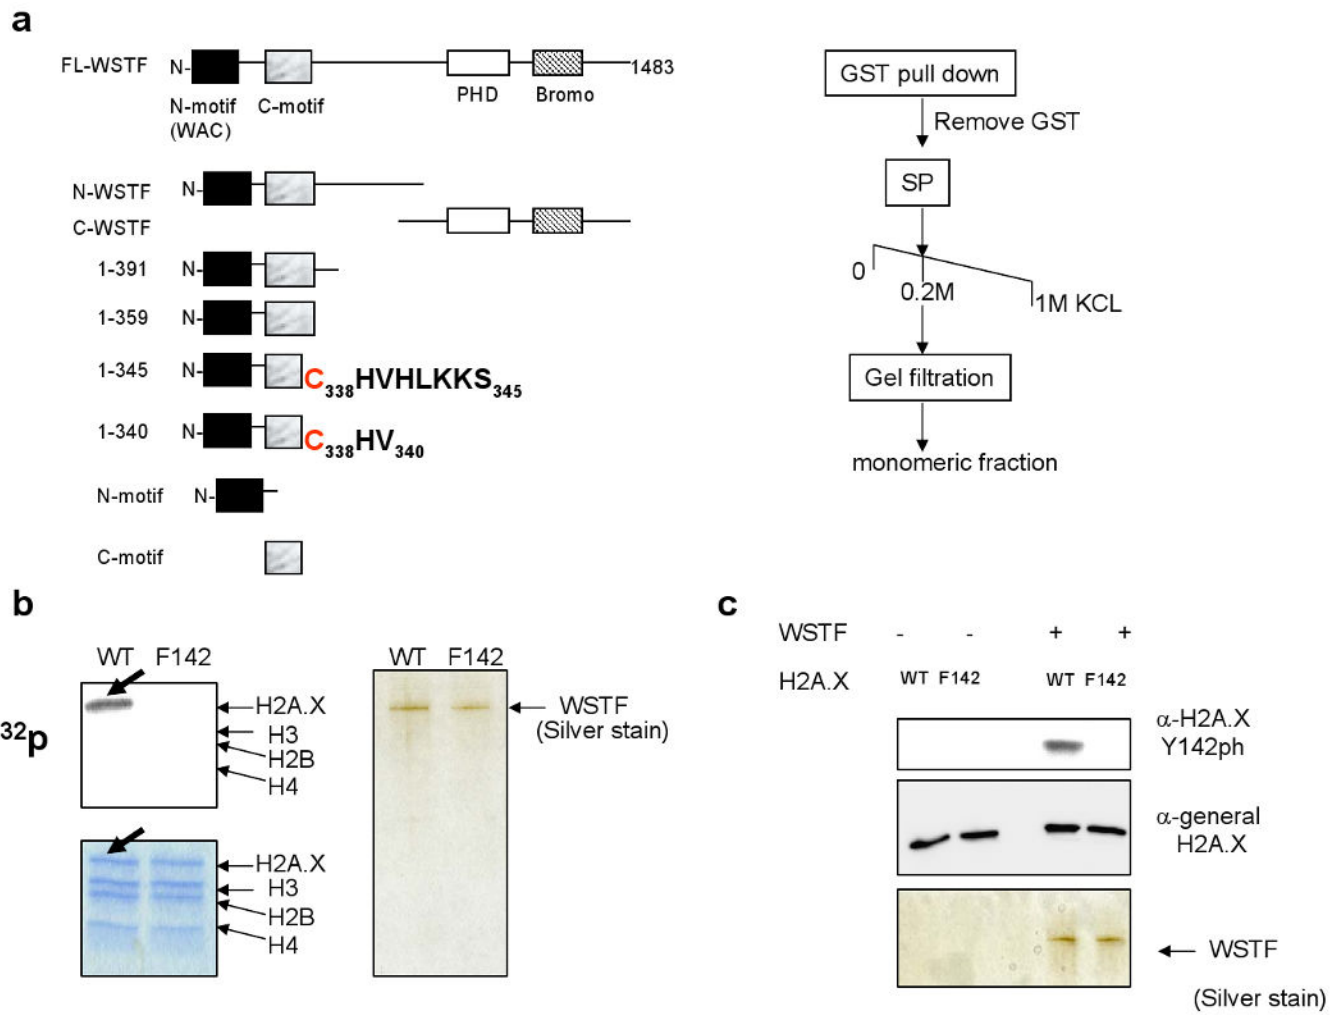 a
FL-WSTF N- 1483
N-motif C-motif PHD Bromo
(WAC)
N-WSTF N-
C-WSTF
1-391 N-
1-359 N-
1-345 N- C338HVHLKKS345
1-340 N- C338HV340
N-motif N-
C-motif
GST pull down
Remove GST
SP
0
0.2M
1M KCL
Gel filtration
monomeric fraction
b
WT F142
32p
H2A.X
H3
H2B
H4
H2A.X
H3
H2B
H4
WT F142
WSTF
(Silver stain)
c
WSTF - - + +
H2A.X WT F142 WT F142
α-H2A.X
Y142ph
α-general
H2A.X
WSTF
(Silver stain)